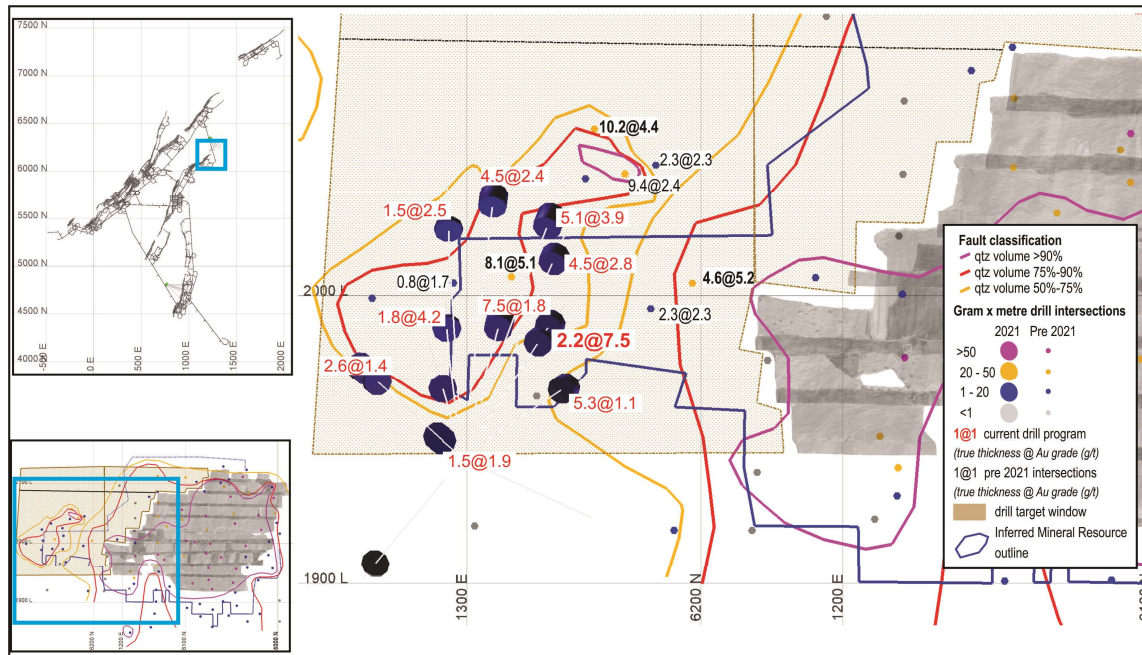 7500 N
7000 N
6500 N
6000 N
5500 N
5000 N
4500 N
4000 N
-500 E
0 E
500 E
1000 E
1500 E
2000 E
10.2@4.4
2.3@2.3
9.4@2.4
4.5@2.4
1.5@2.5
5.1@3.9
8.1@5.1
4.5@2.8
0.8@1.7
4.6@5.2
2000 L
7.5@1.8
2.3@2.3
1.8@4.2
2.2@7.5
2.6@1.4
5.3@1.1
1.5@1.9
1900 L
11300 E
6200 N
11200 E
Fault classification
qtz volume >90%
qtz volume 75%-90%
qtz volume 50%-75%
Gram x metre drill intersections
2021 Pre 2021
>50
20 - 50
1 - 20
<1
1@1 current drill program
(true thickness @ Au grade (g/t)
1@1 pre 2021 intersections
(true thickness @ Au grade (g/t)
drill target window
Inferred Mineral Resource
outline
1900 L
6200 N